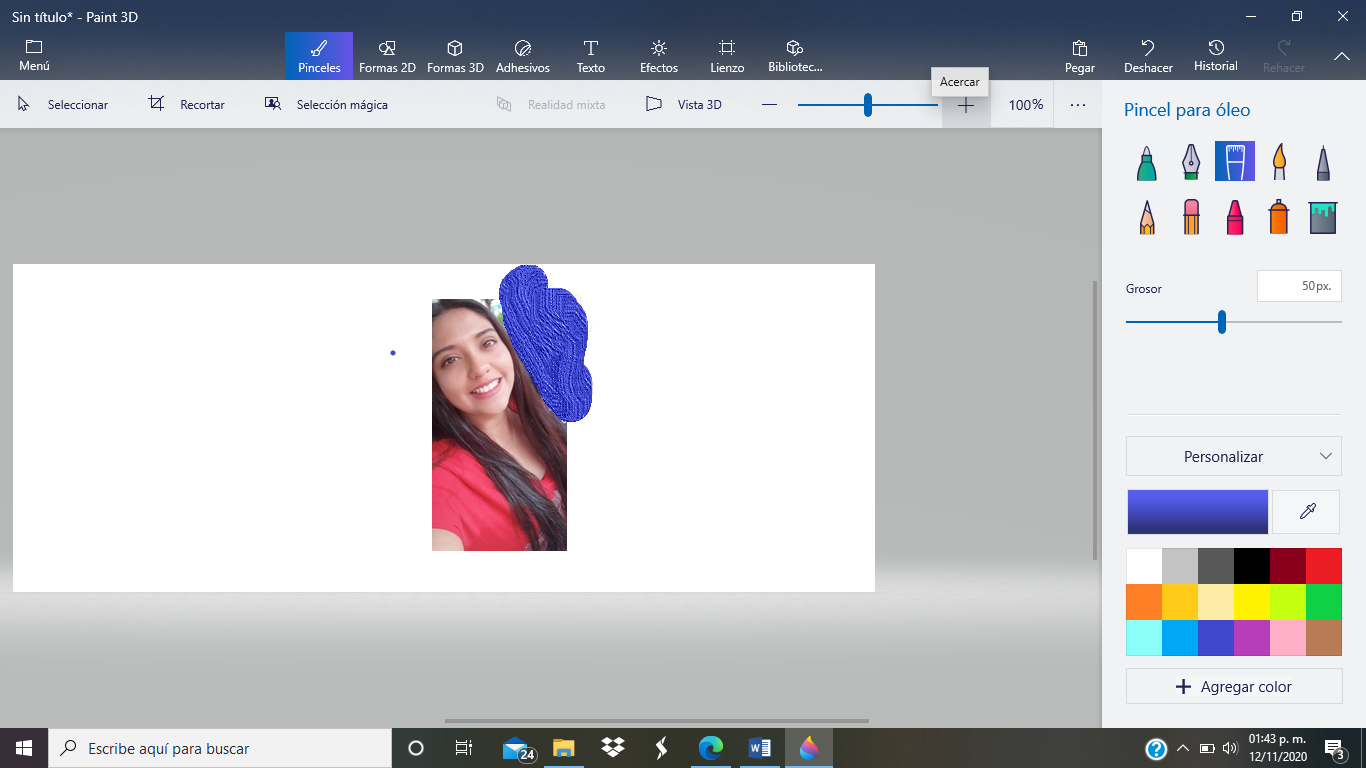 Sin título* - Paint 3D
Menú
Pinceles
Formas 2D
Formas 3D
Adhesivos
Texto
Efectos
Lienzo
Bibliotec...
Pegar
Deshacer
Historial
Rehacer
Acercar
Seleccionar
Recortar
Selección mágica
Realidad mixta
Vista 3D
100%
Pincel para óleo
Grosor
50px.
Personalizar
Agregar color
Escribe aquí para buscar
24
01:43 p. m.
12/11/2020
3